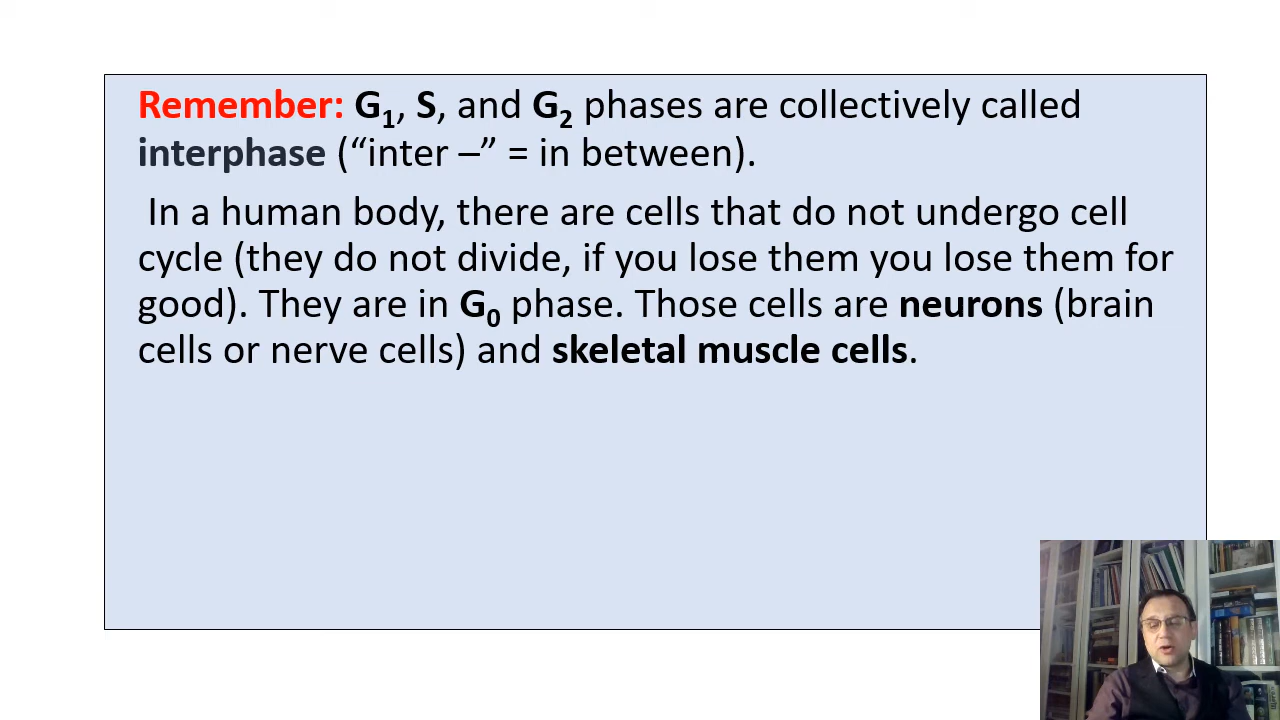 Remember: G₁, S, and G₂ phases are collectively called
interphase (“inter –” = in between).
In a human body, there are cells that do not undergo cell
cycle (they do not divide, if you lose them you lose them for
good). They are in G₀ phase. Those cells are neurons (brain
cells or nerve cells) and skeletal muscle cells.